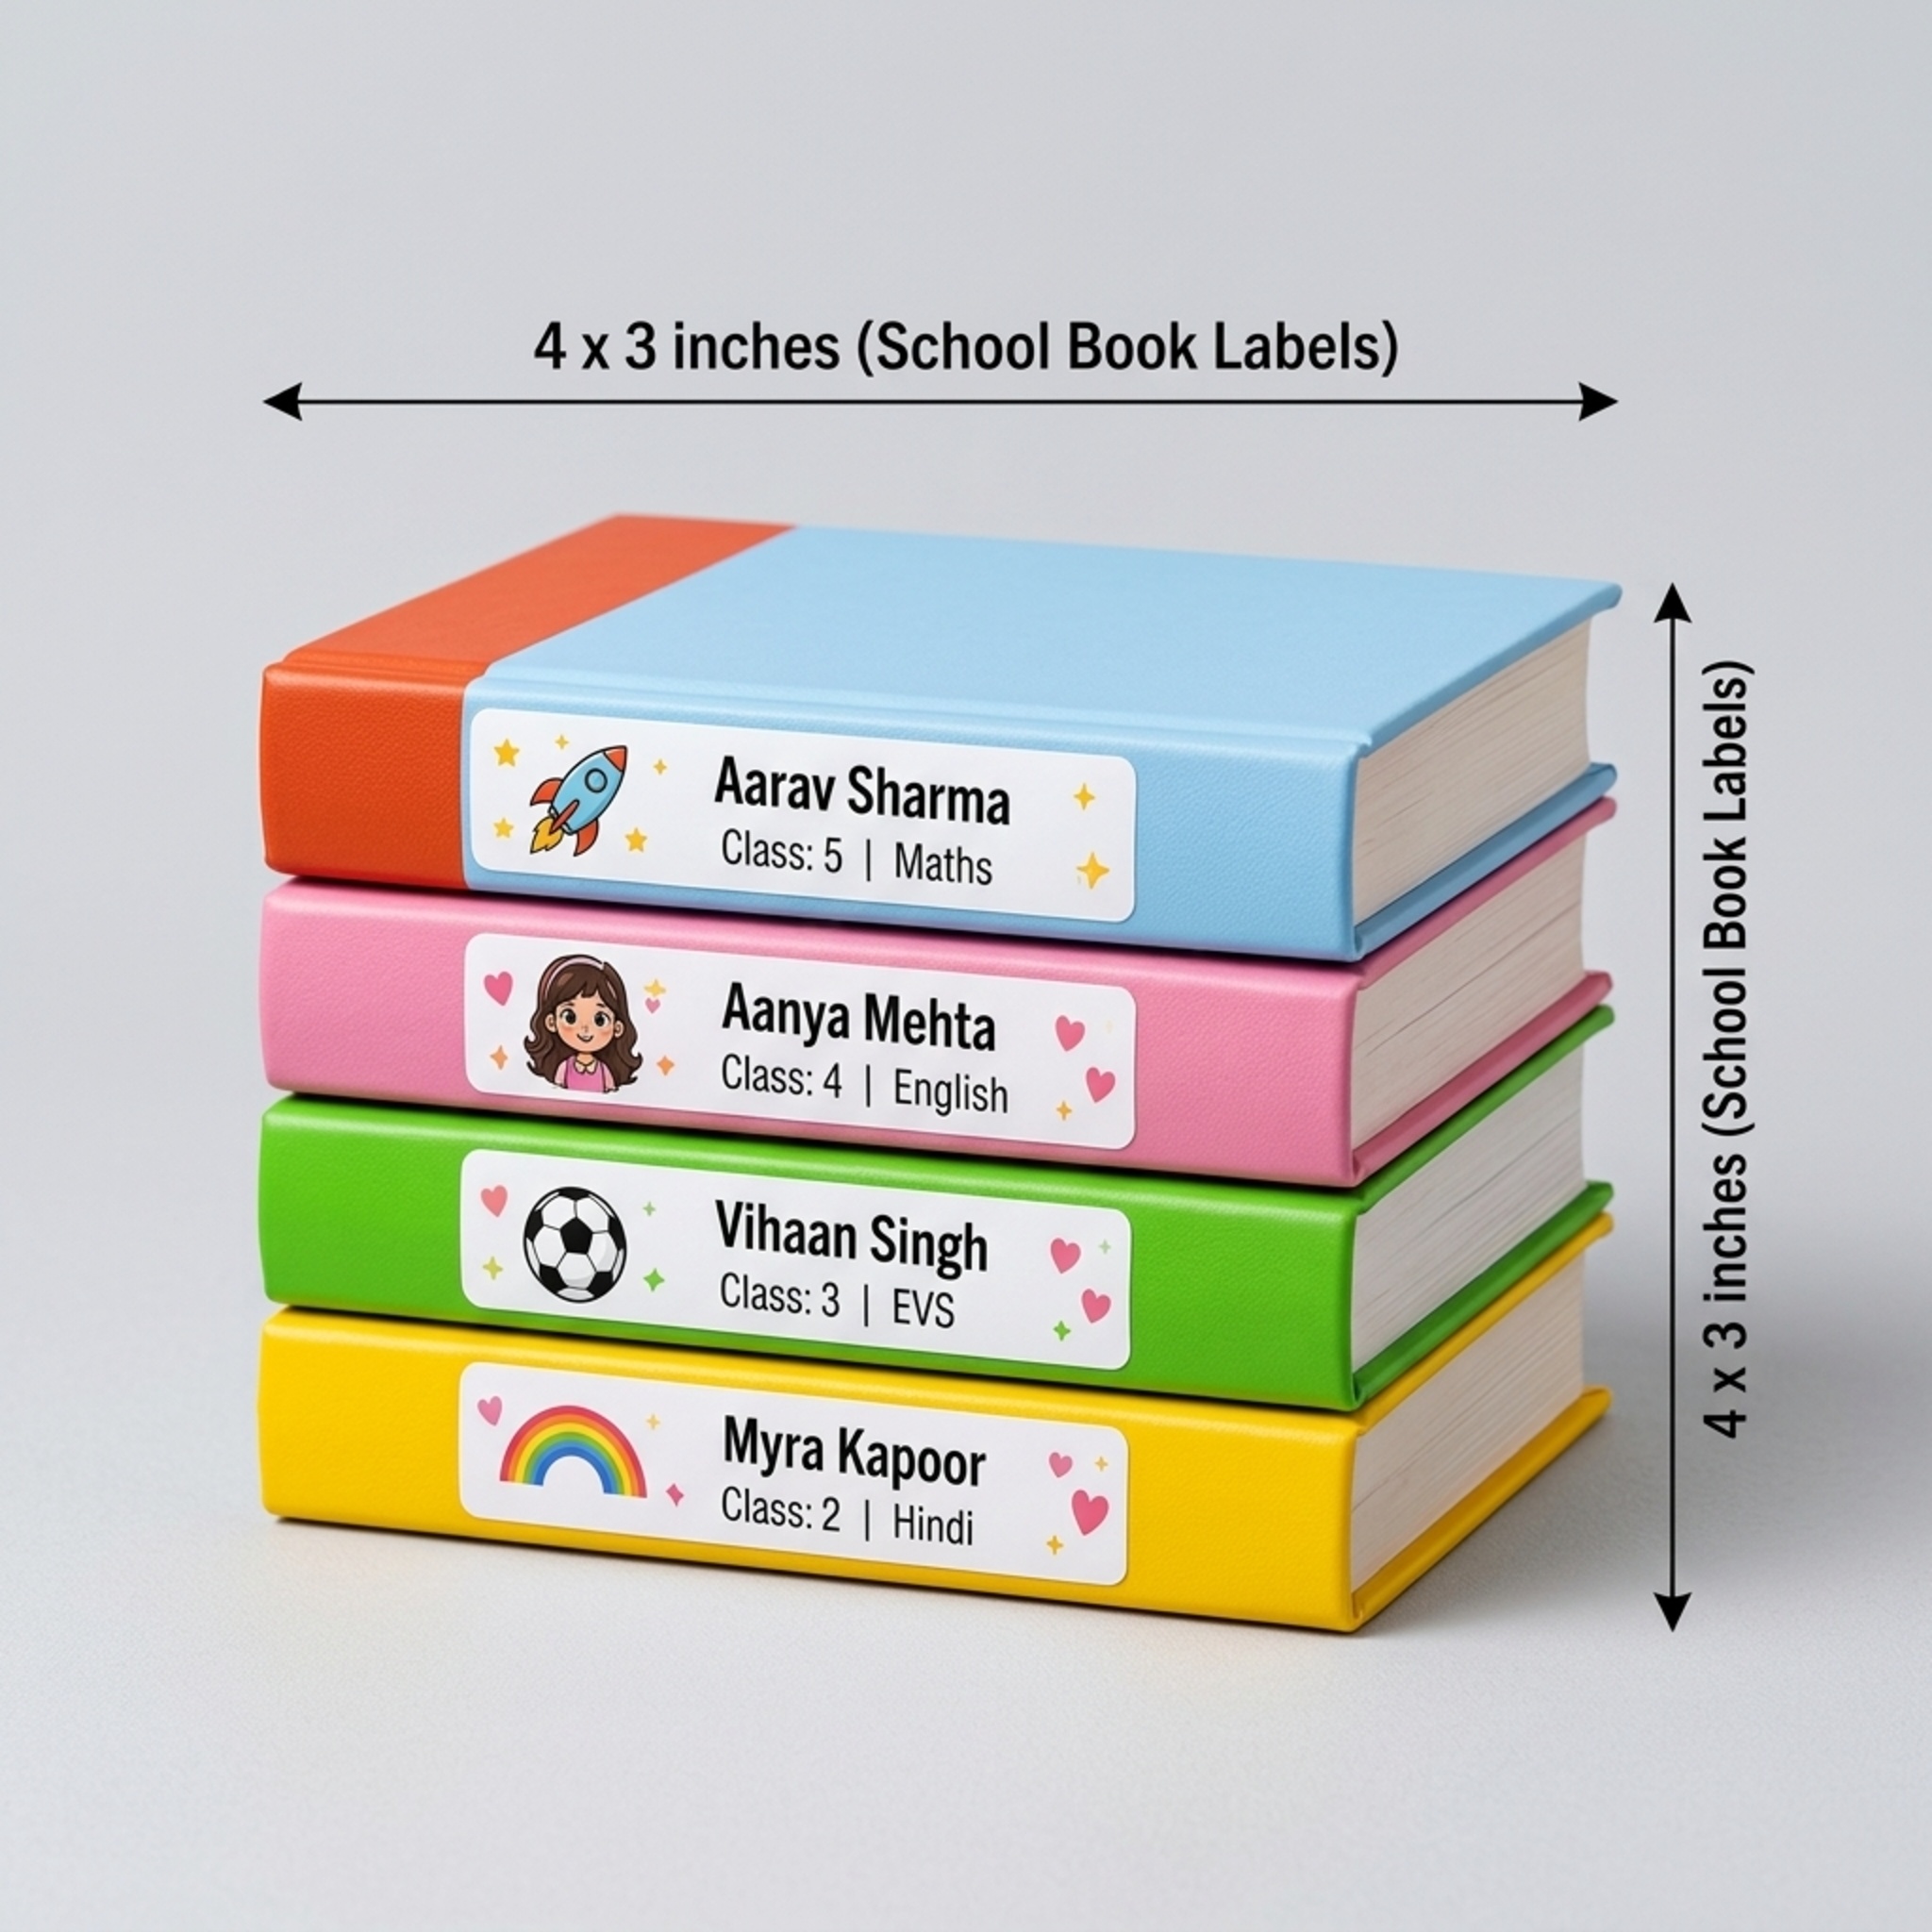 4 x 3 inches (School Book Labels)
Aarav Sharma
Class: 5 | Maths
Aanya Mehta
Class: 4 | English
Vihaan Singh
Class: 3 | EVS
Myra Kapoor
Class: 2 | Hindi
4 x 3 inches (School Book Labels)